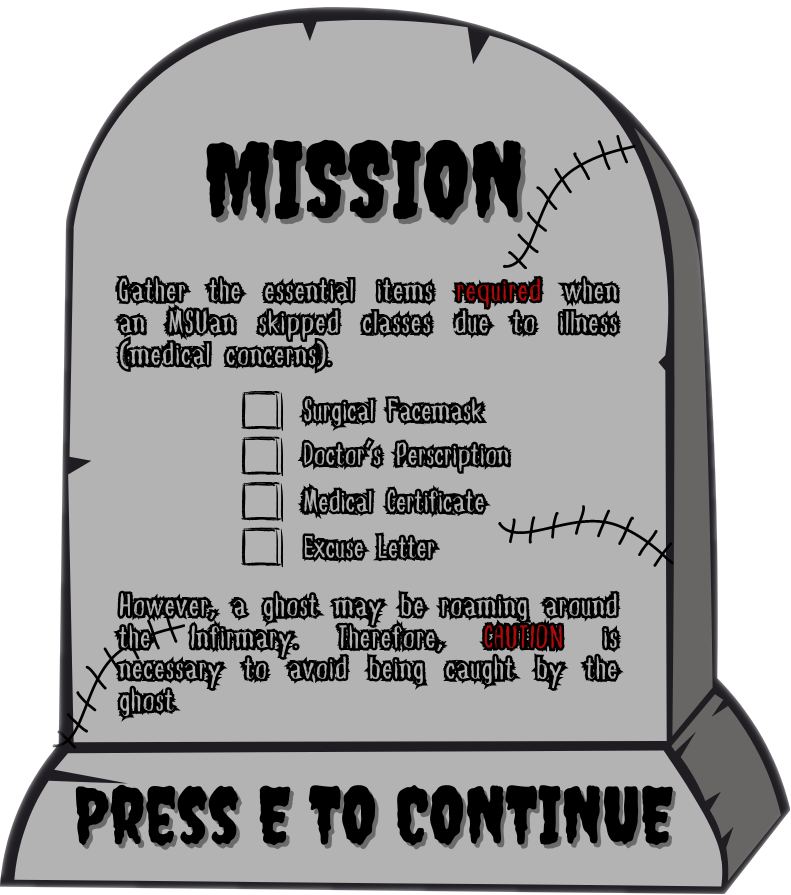 MISSION
Gather the essential items required when
an MSUan skipped classes due to illness
(medical concerns).
Surgical Facemask
Doctor's Perscription
Medical Certificate
Excuse Letter
However, a ghost may be roaming around
the Infirmary. Therefore, CAUTION is
necessary to avoid being caught by the
ghost.
PRESS E TO CONTINUE